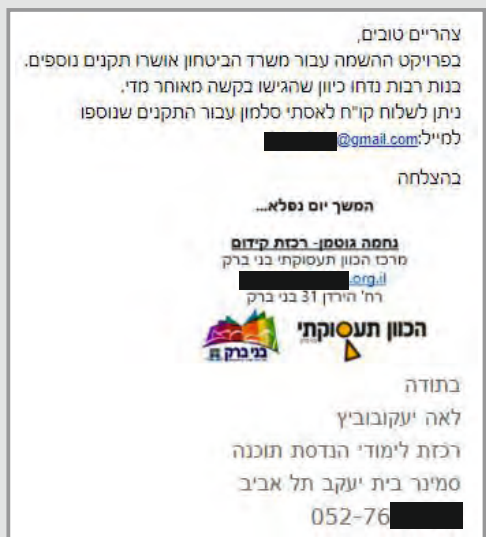 צהריים טובים,
בפרויקט ההשמה עבור משרד הביטחון אושרו תקנים נוספים.
בנות רבות נדחו כיוון שהגישו בקשה מאוחר מדי.
ניתן לשלוח קו"ח לאסתי סלמון עבור התקנים שנוספו
למייל:@gmail.com
בהצלחה
המשך יום נפלא...
נחמה גוטמן- רכזת קידום
מרכז הכוון תעסוקתי בני ברק
.org.il
רח' הירדן 31 בני ברק
הכוון תעסוקתי
בני ברק
בתודה
לאה יעקובוביץ
רכזת לימודי הנדסת תוכנה
סמינר בית יעקב תל אביב
052-76